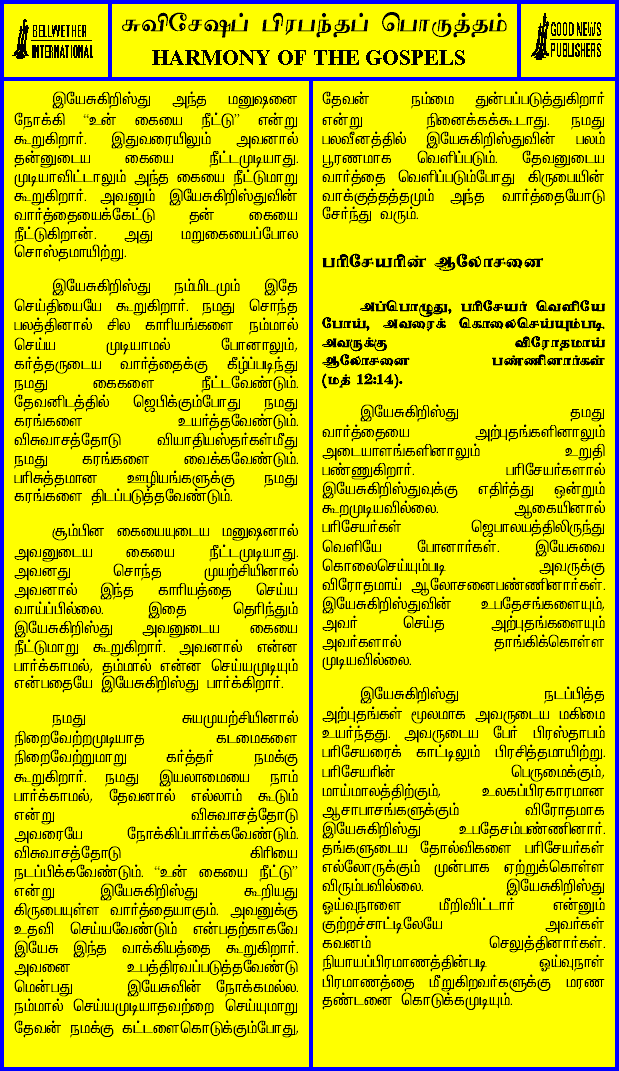 BELLWETHER
INTERNATIONAL
சுவிசேஷப் பிரபந்தப் பொருத்தம்
HARMONY OF THE GOSPELS
GOOD NEWS
PUBLISHERS
இயேசுகிறிஸ்து அந்த மனுஷனை
நோக்கி “உன் கையை நீட்டு” என்று
கூறுகிறார். இதுவரையிலும் அவனால்
தன்னுடைய கையை நீட்டமுடியாது.
முடியாவிட்டாலும் அந்த கையை நீட்டுமாறு
கூறுகிறார். அவனும் இயேசுகிறிஸ்துவின்
வார்த்தையைக்கேட்டு தன் கையை
நீட்டுகிறான். அது மறுகையைப்போல
சொஸ்தமாயிற்று.
இயேசுகிறிஸ்து நம்மிடமும் இதே
செய்தியையே கூறுகிறார். நமது சொந்த
பலத்தினால் சில காரியங்களை நம்மால்
செய்ய முடியாமல் போனாலும்,
கர்த்தருடைய வார்த்தைக்கு கீழ்ப்படிந்து
நமது கைகளை நீட்டவேண்டும்.
தேவனிடத்தில் ஜெபிக்கும்போது நமது
கரங்களை உயர்த்தவேண்டும்.
விசுவாசத்தோடு வியாதியஸ்தர்கள்மீது
நமது கரங்களை வைக்கவேண்டும்.
பரிசுத்தமான ஊழியங்களுக்கு நமது
கரங்களை திடப்படுத்தவேண்டும்.
சூம்பின கையையுடைய மனுஷனால்
அவனுடைய கையை நீட்டமுடியாது.
அவனது சொந்த முயற்சியினால்
அவனால் இந்த காரியத்தை செய்ய
வாய்ப்பில்லை. இதை தெரிந்தும்
இயேசுகிறிஸ்து அவனுடைய கையை
நீட்டுமாறு கூறுகிறார். அவனால் என்ன
பார்க்காமல், தம்மால் என்ன செய்யமுடியும்
என்பதையே இயேசுகிறிஸ்து பார்க்கிறார்.
நமது சுயமுயற்சியினால்
நிறைவேற்றமுடியாத கடமைகளை
நிறைவேற்றுமாறு கர்த்தர் நமக்கு
கூறுகிறார். நமது இயலாமையை நாம்
பார்க்காமல், தேவனால் எல்லாம் கூடும்
என்று விசுவாசத்தோடு
அவரையே நோக்கிப்பார்க்கவேண்டும்.
விசுவாசத்தோடு கிரியை
நடப்பிக்கவேண்டும். “உன் கையை நீட்டு”
என்று இயேசுகிறிஸ்து கூறியது
கிருபையுள்ள வார்த்தையாகும். அவனுக்கு
உதவி செய்யவேண்டும் என்பதற்காகவே
இயேசு இந்த வாக்கியத்தை கூறுகிறார்.
அவனை உபத்திரவப்படுத்தவேண்டு
மென்பது இயேசுவின் நோக்கமல்ல.
நம்மால் செய்யமுடியாதவற்றை செய்யுமாறு
தேவன் நமக்கு கட்டளைகொடுக்கும்போது,
தேவன் நம்மை துன்பப்படுத்துகிறார்
என்று நினைக்கக்கூடாது. நமது
பலவீனத்தில் இயேசுகிறிஸ்துவின் பலம்
பூரணமாக வெளிப்படும். தேவனுடைய
வார்த்தை வெளிப்படும்போது கிருபையின்
வாக்குத்தத்தமும் அந்த வார்த்தையோடு
சேர்ந்து வரும்.
பரிசேயரின் ஆலோசனை
அப்பொழுது, பரிசேயர் வெளியே
போய், அவரைக் கொலைசெய்யும்படி
அவருக்கு விரோதமாய்
ஆலோசனை பண்ணினார்கள்
(மத் 12:14).
இயேசுகிறிஸ்து தமது
வார்த்தையை அற்புதங்களினாலும்
அடையாளங்களினாலும் உறுதி
பண்ணுகிறார். பரிசேயர்களால்
இயேசுகிறிஸ்துவுக்கு எதிர்த்து ஒன்றும்
கூறமுடியவில்லை. ஆகையினால்
பரிசேயர்கள் ஜெபாலயத்திலிருந்து
வெளியே போனார்கள். இயேசுவை
கொலைசெய்யும்படி அவருக்கு
விரோதமாய் ஆலோசனைபண்ணினார்கள்.
இயேசுகிறிஸ்துவின் உபதேசங்களையும்,
அவர் செய்த அற்புதங்களையும்
அவர்களால் தாங்கிக்கொள்ள
முடியவில்லை.
இயேசுகிறிஸ்து நடப்பித்த
அற்புதங்கள் மூலமாக அவருடைய மகிமை
உயர்ந்தது. அவருடைய பேர் பிரஸ்தாபம்
பரிசேயரைக் காட்டிலும் பிரசித்தமாயிற்று.
பரிசேயரின் பெருமைக்கும்,
மாய்மாலத்திற்கும், உலகப்பிரகாரமான
ஆசாபாசங்களுக்கும் விரோதமாக
இயேசுகிறிஸ்து உபதேசம்பண்ணினார்.
தங்களுடைய தோல்விகளை பரிசேயர்கள்
எல்லோருக்கும் முன்பாக ஏற்றுக்கொள்ள
விரும்பவில்லை. இயேசுகிறிஸ்து
ஓய்வுநாளை மீறிவிட்டார் என்னும்
குற்றச்சாட்டிலேயே அவர்கள்
கவனம் செலுத்தினார்கள்.
நியாயப்பிரமாணத்தின்படி ஓய்வுநாள்
பிரமாணத்தை மீறுகிறவர்களுக்கு மரண
தண்டனை கொடுக்கமுடியும்.